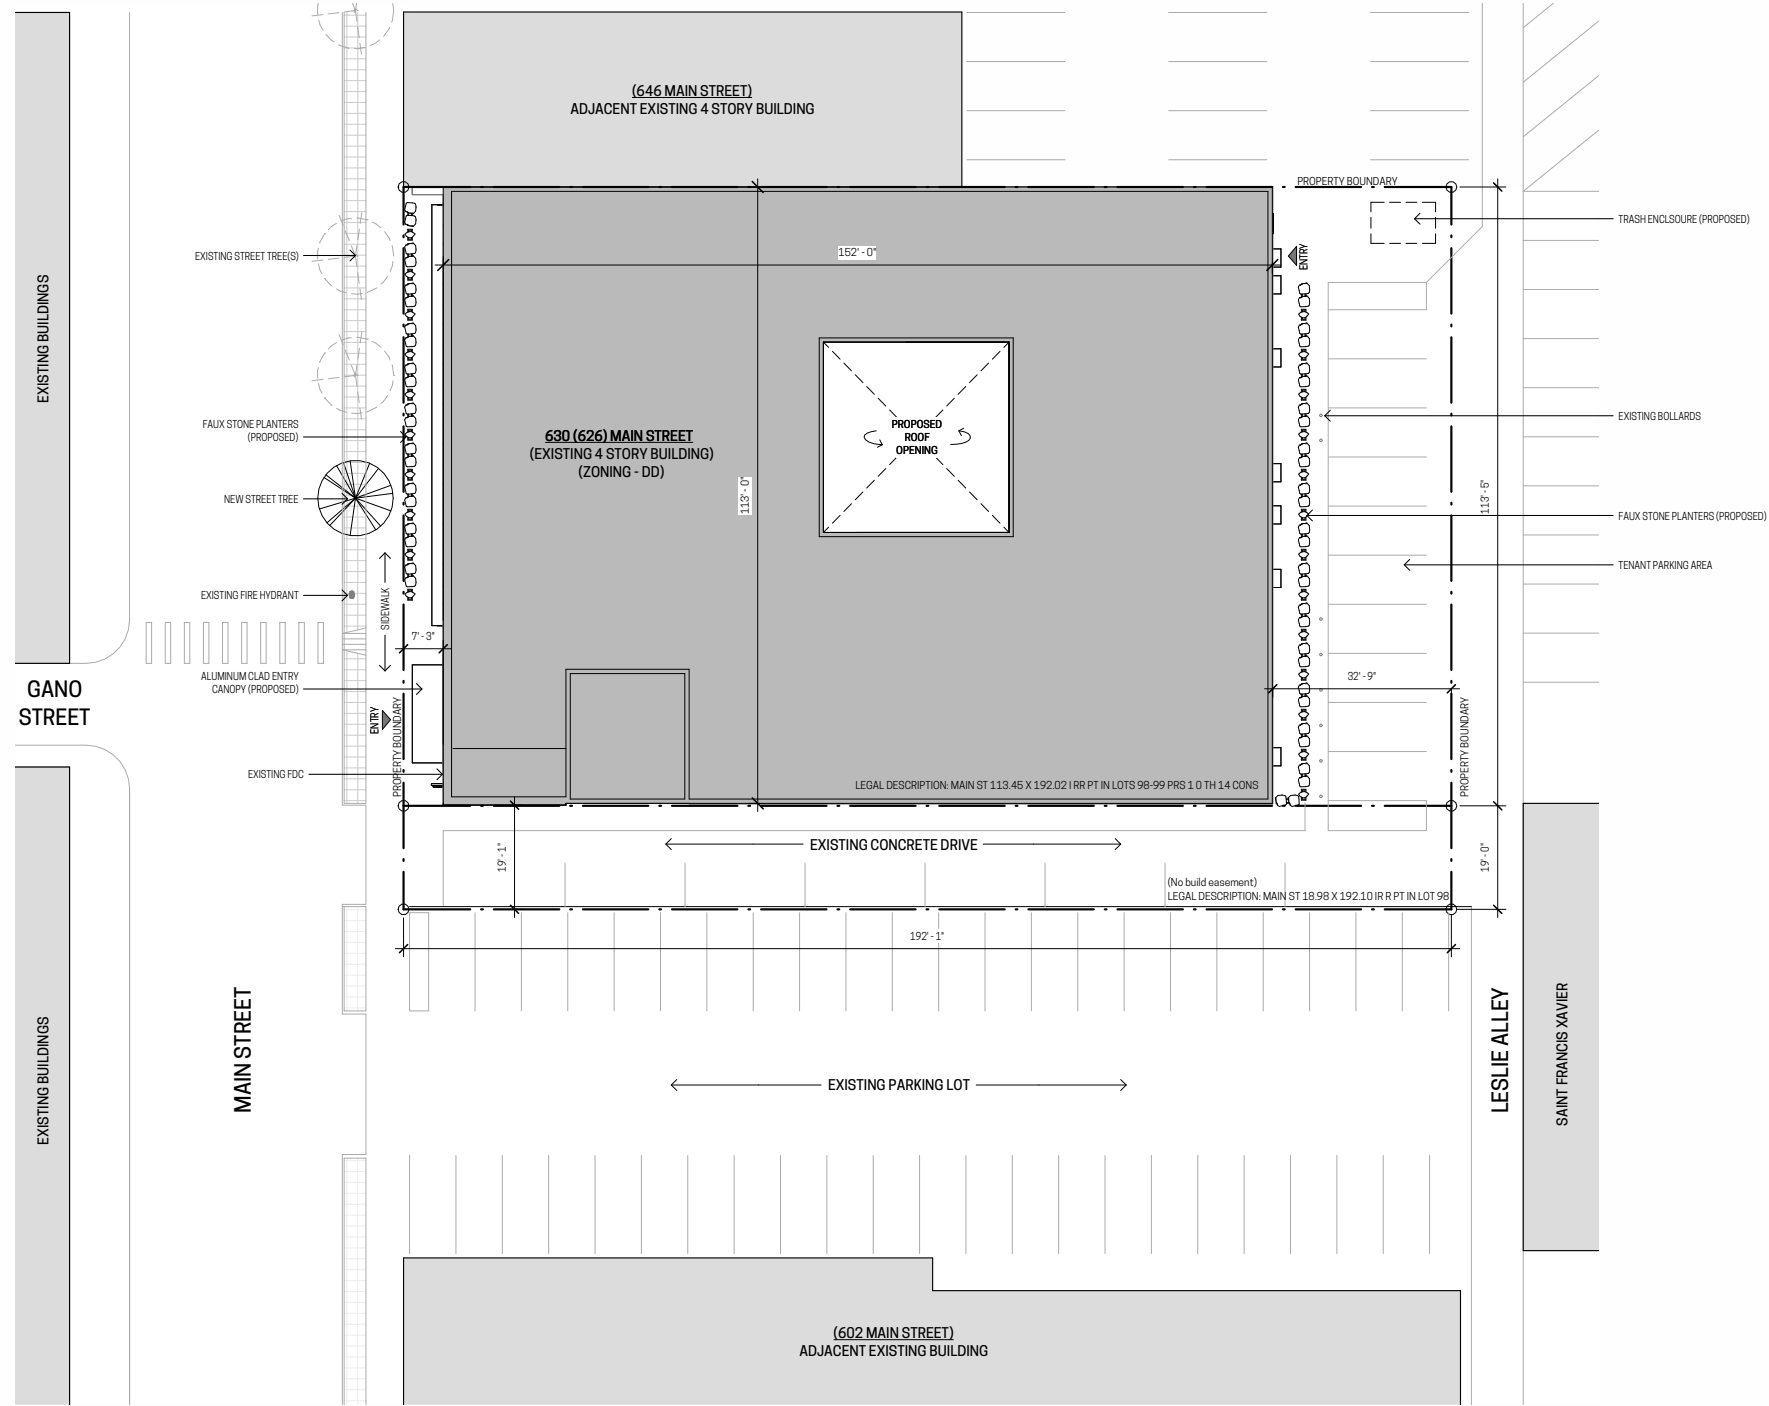 (646 MAIN STREET)
ADJACENT EXISTING 4 STORY BUILDING
PROPERTY BOUNDARY
TRASH ENCLSOURE (PROPOSED)
EXISTING STREET TREE(S)
152' - 0"
ENTRY
EXISTING BUILDINGS
FAUX STONE PLANTERS
(PROPOSED)
630 (626) MAIN STREET
(EXISTING 4 STORY BUILDING)
(ZONING - DD)
PROPOSED
ROOF
OPENING
EXISTING BOLLARDS
NEW STREET TREE
113' - 0"
113' - 5"
FAUX STONE PLANTERS (PROPOSED)
TENANT PARKING AREA
EXISTING FIRE HYDRANT
SIDEWALK
7' - 3"
ALUMINUM CLAD ENTRY
CANOPY (PROPOSED)
32' - 9"
GANO
STREET
ENTRY
PROPERTY BOUNDARY
PROPERTY BOUNDARY
EXISTING FDC
LEGAL DESCRIPTION: MAIN ST 113.45 X 192.02 I RR PT IN LOTS 98-99 PRS 1 0 TH 14 CONS
EXISTING CONCRETE DRIVE
19' - 1"
19' - 0"
(No build easement)
LEGAL DESCRIPTION: MAIN ST 18.98 X 192.10 IR R PT IN LOT 98
192' - 1"
MAIN STREET
EXISTING BUILDINGS
EXISTING PARKING LOT
LESLIE ALLEY
SAINT FRANCIS XAVIER
(602 MAIN STREET)
ADJACENT EXISTING BUILDING